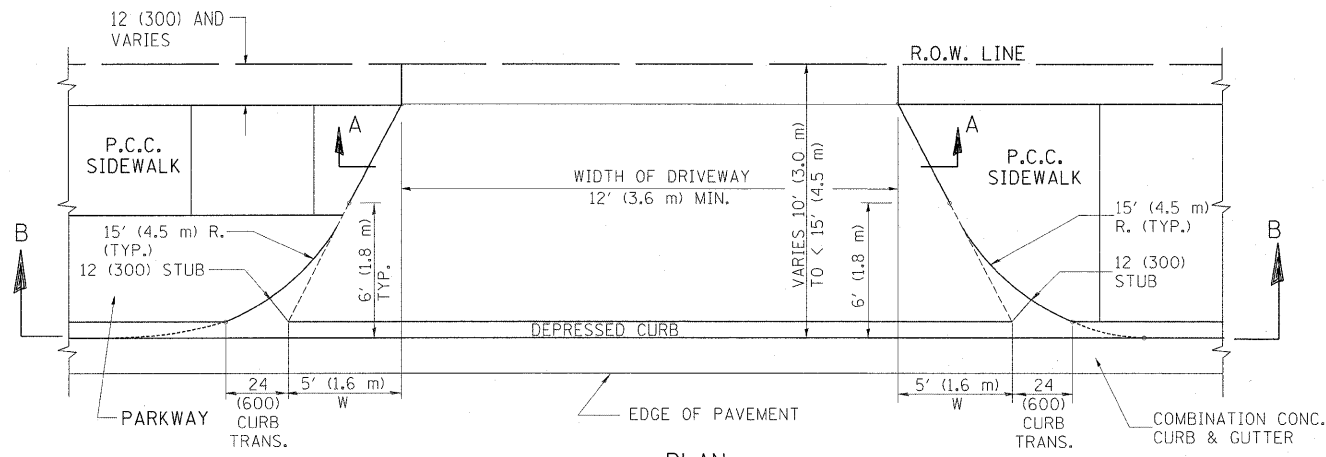 12 (300) AND
VARIES
R.O.W. LINE
A
A
P.C.C.
SIDEWALK
P.C.C.
SIDEWALK
WIDTH OF DRIVEWAY
12' (3.6 m) MIN.
VARIES 10' (3.0 m)
TO < 15' (4.5 m)
B
B
15' (4.5 m) R.
(TYP.)
12 (300) STUB
6' (1.8 m)
TYP.
6' (1.8 m)
15' (4.5 m)
R. (TYP.)
12 (300)
STUB
DEPRESSED CURB
24
(600)
CURB
TRANS.
5' (1.6 m)
W
5' (1.6 m)
W
24
(600)
CURB
TRANS.
PARKWAY
EDGE OF PAVEMENT
COMBINATION CONC.
CURB & GUTTER